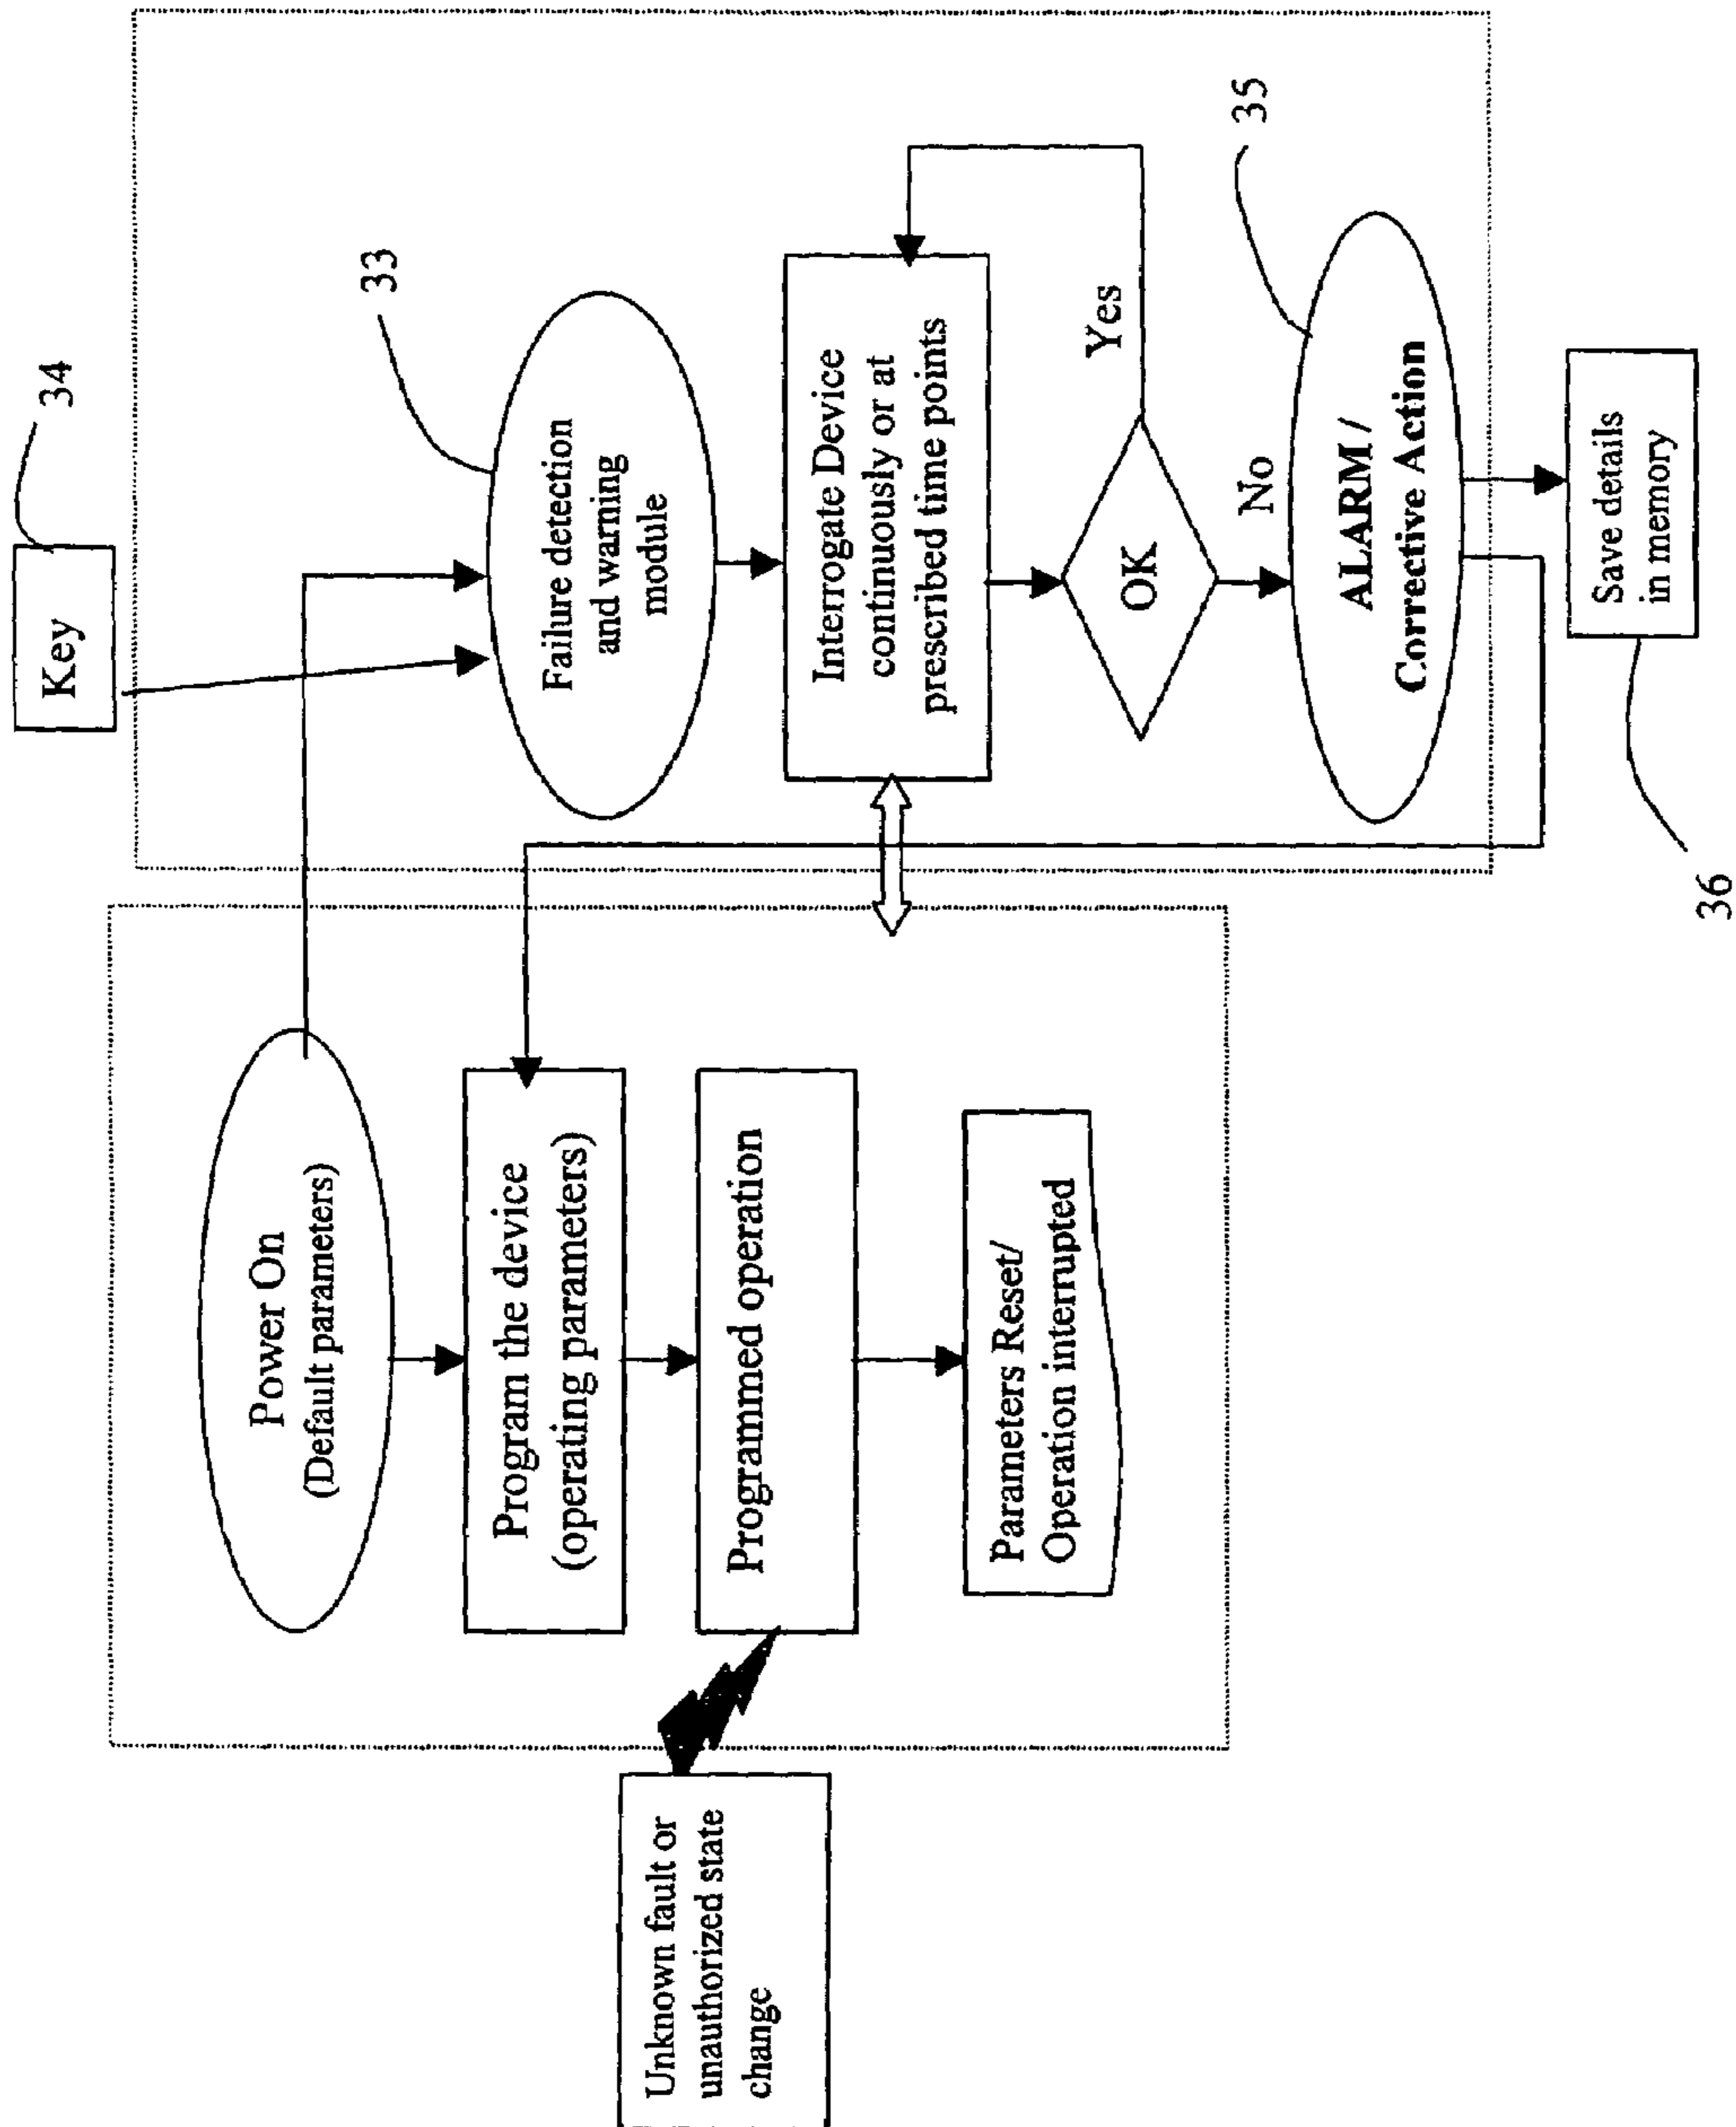 Key
34
Power On
(Default parameters)
Program the device
(operating parameters)
Programmed operation
Parameters Reset/
Operation interrupted
Unknown fault or
unauthorized state
change
33
Failure detection
and warning
module
Interrogate Device
continuously or at
prescribed time points
OK
Yes
No
35
ALARM /
Corrective Action
Save details
in memory
36